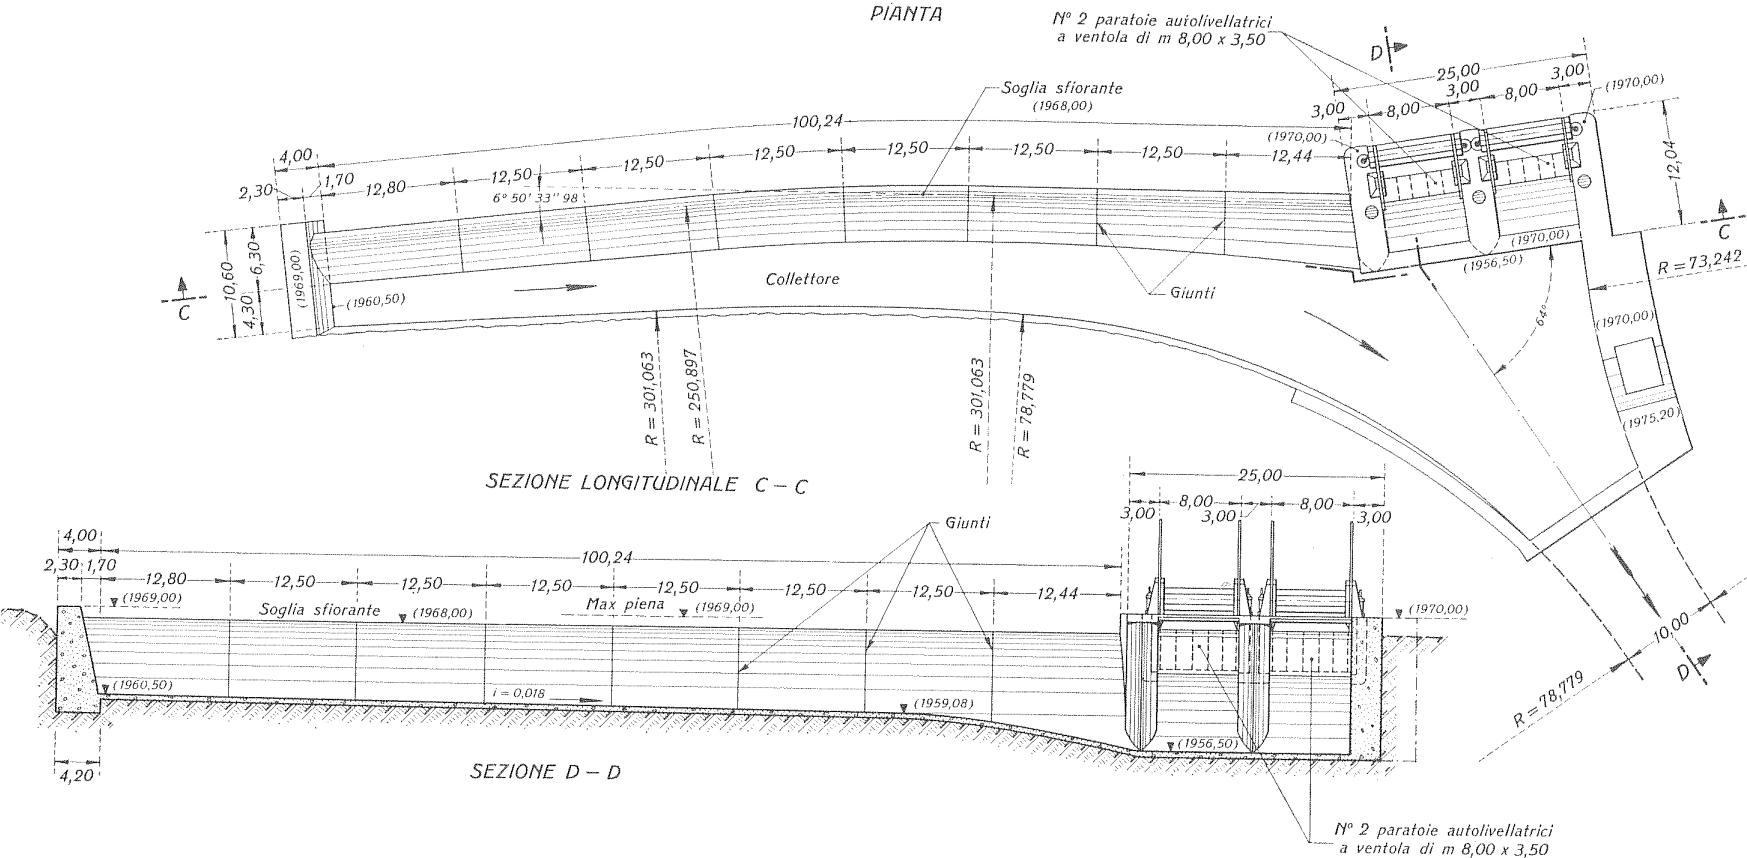 PIANTA
N° 2 paratoie autolivellatrici
a ventola di m 8,00 x 3,50
D
25,00
3,00
8,00
3,00
8,00
3,00
(1970,00)
Soglia sfiorante
(1968,00)
100,24
(1970,00)
4,00
2,30
1,70
12,80
12,50
12,50
12,50
12,50
12,50
12,50
12,44
6° 50' 33" 98
12,04
10,60
6,30
4,30
(1969,00)
(1960,50)
C
Collettore
Giunti
(1970,00)
(1956,50)
C
R = 73,242
64°
(1970,00)
(1975,20)
R = 301,063
R = 250,897
R = 301,063
R = 78,779
10,00
R = 78,779
D
SEZIONE LONGITUDINALE C – C
25,00
8,00
8,00
3,00
3,00
3,00
Giunti
4,00
100,24
2,30
1,70
12,80
12,50
12,50
12,50
12,50
12,50
12,50
12,44
(1969,00)
Soglia sfiorante
(1968,00)
Max piena
(1969,00)
(1970,00)
(1960,50)
i = 0,018
(1959,08)
(1956,50)
4,20
SEZIONE D – D
N° 2 paratoie autolivellatrici
a ventola di m 8,00 x 3,50